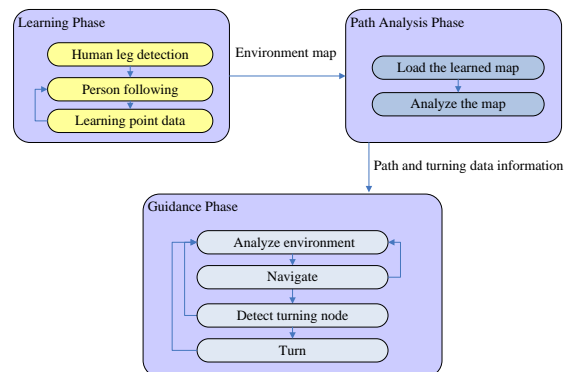 Learning Phase
Human leg detection
Person following
Learning point data
Environment map
Path Analysis Phase
Load the learned map
Analyze the map
Path and turning data information
Guidance Phase
Analyze environment
Navigate
Detect turning node
Turn